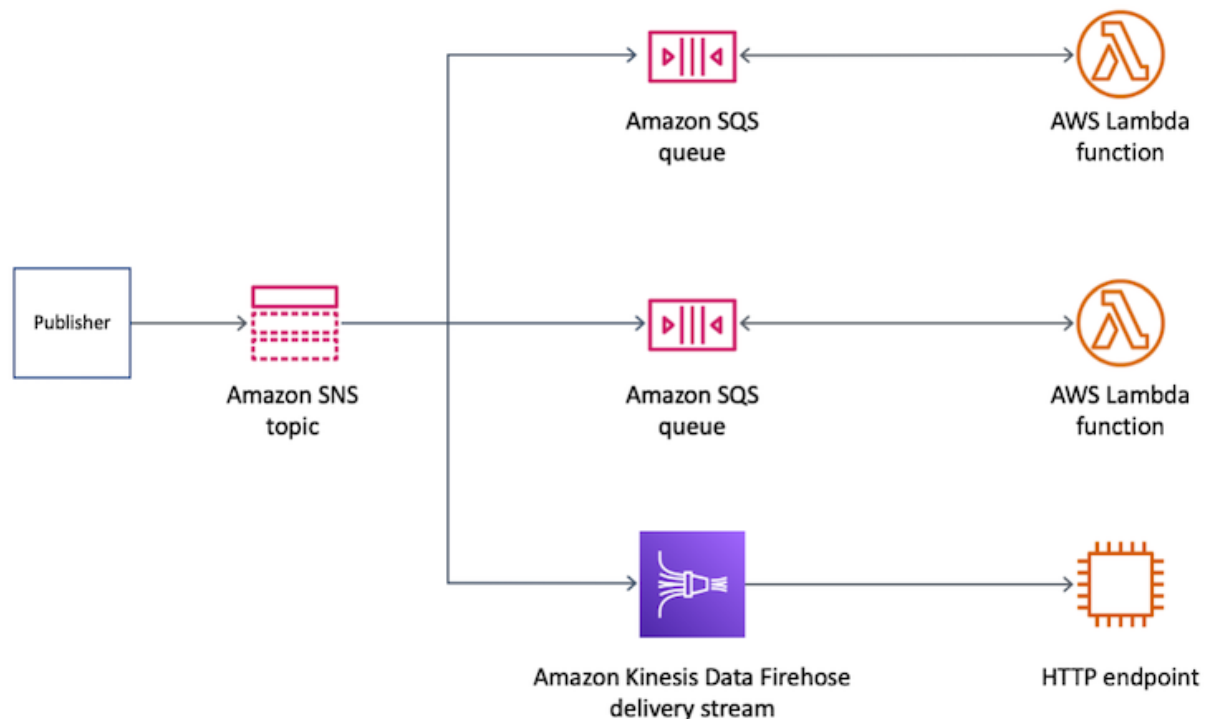 Amazon SQS
queue
AWS Lambda
function
Publisher
Amazon SNS
topic
Amazon SQS
queue
AWS Lambda
function
Amazon Kinesis Data Firehose
delivery stream
HTTP endpoint